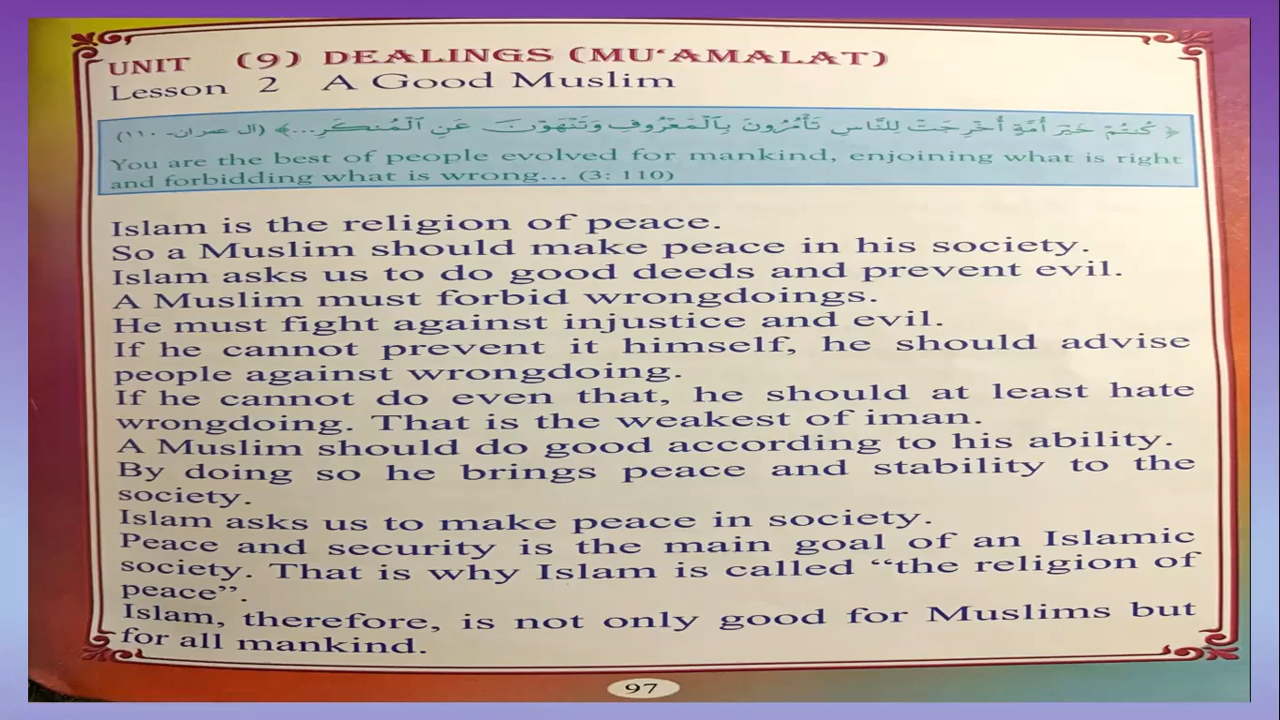 UNIT (9) DEALINGS (MU‘AMALAT)
Lesson 2 A Good Muslim
﴿ كُنتُمْ خَيْرَ أُمَّةٍ أُخْرِجَتْ لِلنَّاسِ تَأْمُرُونَ بِٱلْمَعْرُوفِ وَتَنْهَوْنَ عَنِ ٱلْمُنكَرِ...﴾ (ال عمران- ١١٠)
You are the best of people evolved for mankind, enjoining what is right
and forbidding what is wrong... (3: 110)
Islam is the religion of peace.
So a Muslim should make peace in his society.
Islam asks us to do good deeds and prevent evil.
A Muslim must forbid wrongdoings.
He must fight against injustice and evil.
If he cannot prevent it himself, he should advise
people against wrongdoing.
If he cannot do even that, he should at least hate
wrongdoing. That is the weakest of iman.
A Muslim should do good according to his ability.
By doing so he brings peace and stability to the
society.
Islam asks us to make peace in society.
Peace and security is the main goal of an Islamic
society. That is why Islam is called “the religion of
peace”.
Islam, therefore, is not only good for Muslims but
for all mankind.
97